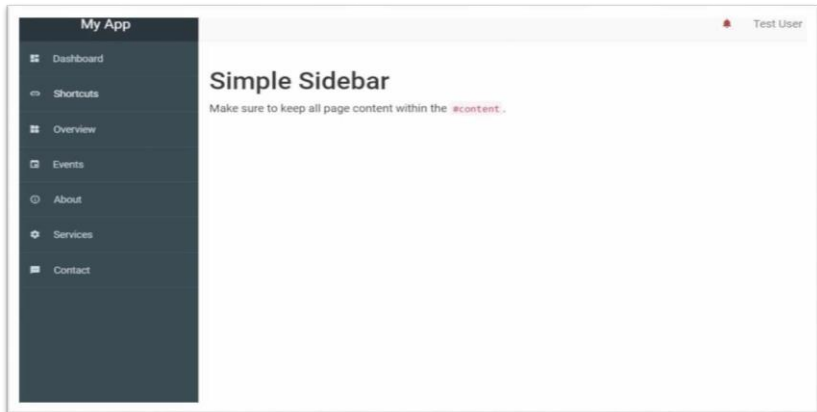 My App
Test User
Dashboard
Shortcuts
Overview
Events
About
Services
Contact
Simple Sidebar
Make sure to keep all page content within the #content.